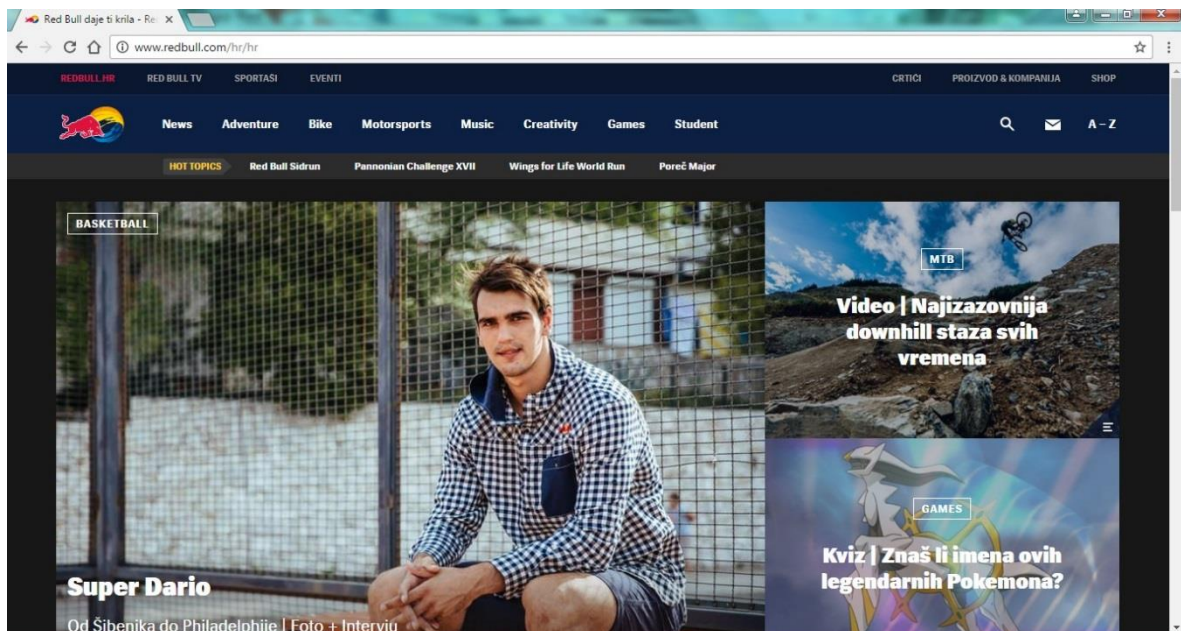 Red Bull daje ti krila - Re
www.redbull.com/hr/hr
REDBULL.HR RED BULL TV SPORTAŠI EVENTI CRTIĆI PROIZVOD & KOMPANIJA SHOP
News Adventure Bike Motorsports Music Creativity Games Student A – Z
HOT TOPICS Red Bull Sidrun Pannonian Challenge XVII Wings for Life World Run Poreč Major
BASKETBALL
Super Dario
Od Šibenika do Philadelphije | Foto + Intervju
MTB
Video | Najizazovnija
downhill staza svih
vremena
GAMES
Kviz | Znaš li imena ovih
legendarnih Pokemona?